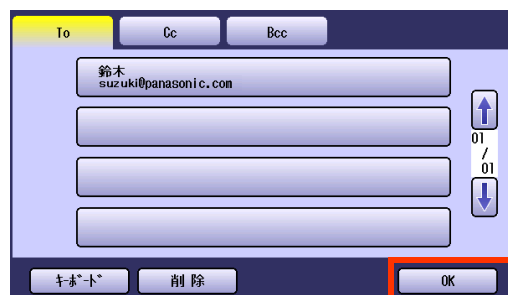 To Cc Bcc
鈴木
suzuki@panasonic.com
01
/
01
ｷｰﾎﾞｰﾄﾞ 削除 OK